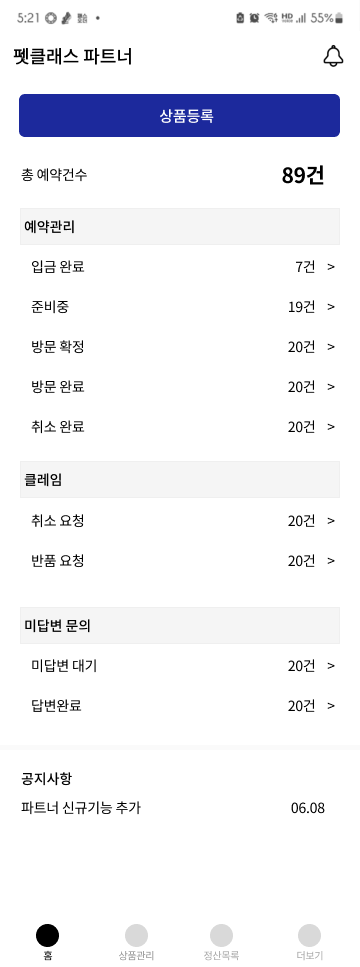 5:21 55%
펫클래스 파트너
상품등록
총 예약건수 89건
예약관리
입금 완료 7건 >
준비중 19건 >
방문 확정 20건 >
방문 완료 20건 >
취소 완료 20건 >
클레임
취소 요청 20건 >
반품 요청 20건 >
미답변 문의
미답변 대기 20건 >
답변완료 20건 >
공지사항
파트너 신규기능 추가 06.08
홈 상품관리 정산목록 더보기